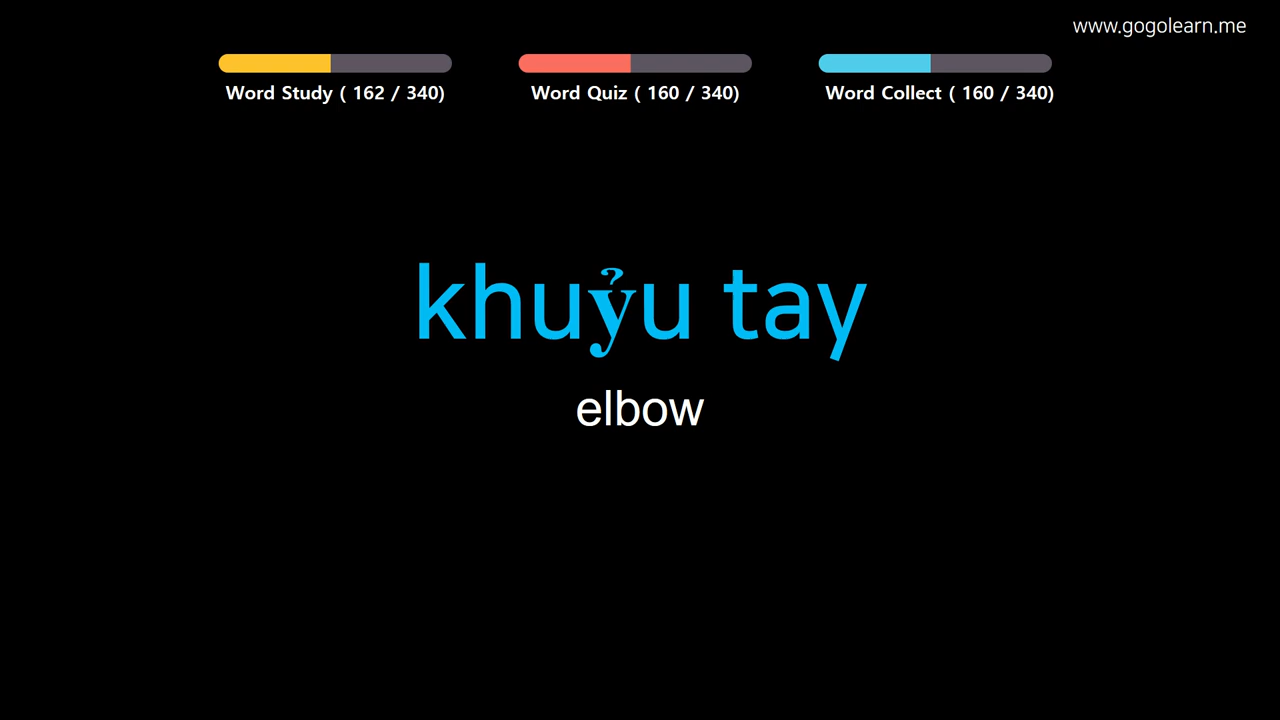 www.gogolearn.me
Word Study ( 162 / 340)
Word Quiz ( 160 / 340)
Word Collect ( 160 / 340)
khuỷu tay
elbow